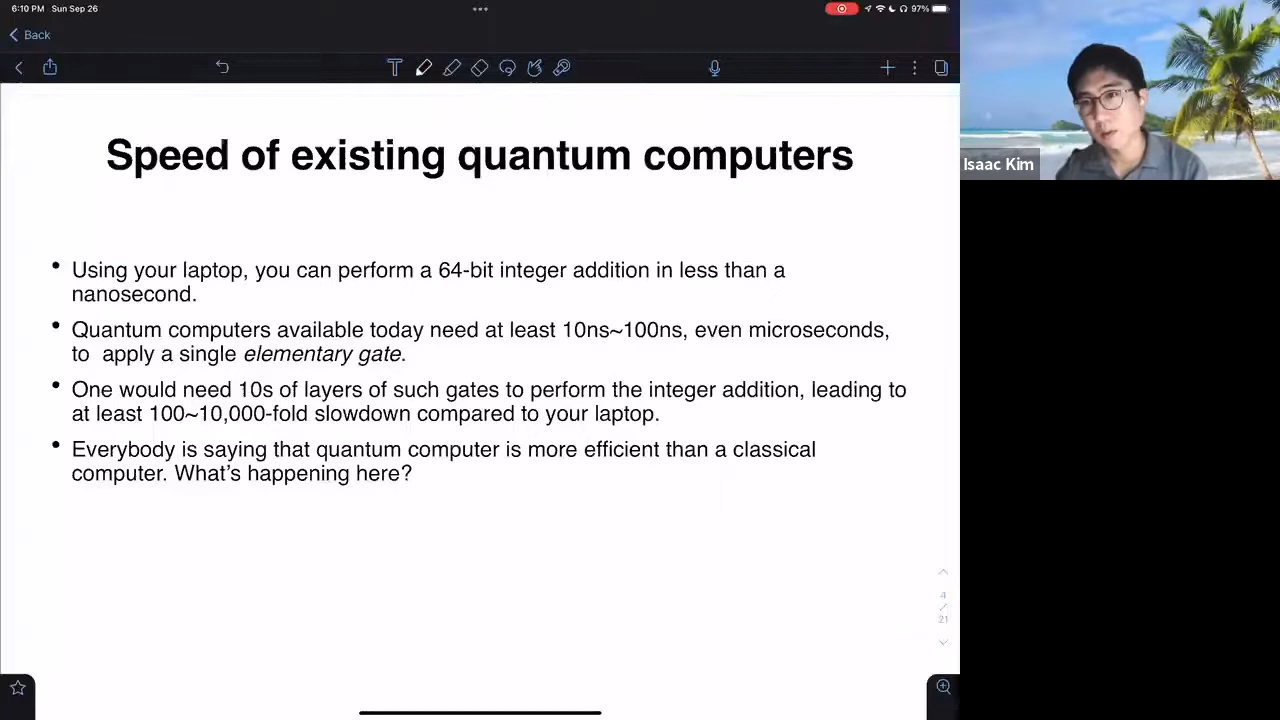 6:10 PM Sun Sep 26
97%
Back
Speed of existing quantum computers
• Using your laptop, you can perform a 64-bit integer addition in less than a
nanosecond.
• Quantum computers available today need at least 10ns~100ns, even microseconds,
to apply a single elementary gate.
• One would need 10s of layers of such gates to perform the integer addition, leading to
at least 100~10,000-fold slowdown compared to your laptop.
• Everybody is saying that quantum computer is more efficient than a classical
computer. What's happening here?
4
/
21
Isaac Kim